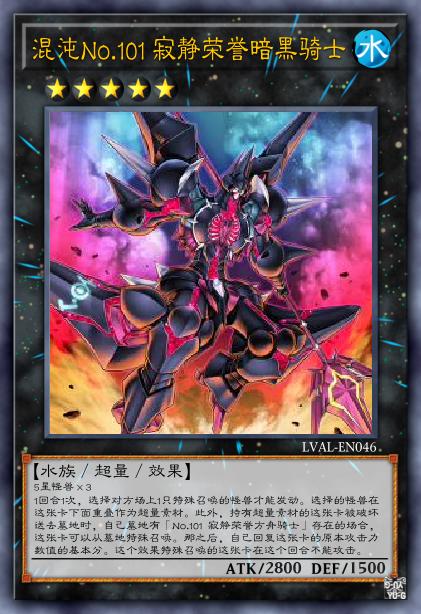 混沌No.101 寂静荣誉暗黑骑士 水
LVAL-EN046
【水族／超量／效果】
5星怪兽×3
1回合1次，选择对方场上1只特殊召唤的怪兽才能发动。选择的怪兽在
这张卡下面重叠作为超量素材。此外，持有超量素材的这张卡被破坏
送去墓地时，自己墓地有「No.101 寂静荣誉方舟骑士」存在的场合，
这张卡可以从墓地特殊召唤。那之后，自己回复这张卡的原本攻击力
数值的基本分。这个效果特殊召唤的这张卡在这个回合不能攻击。
ATK/2800 DEF/1500